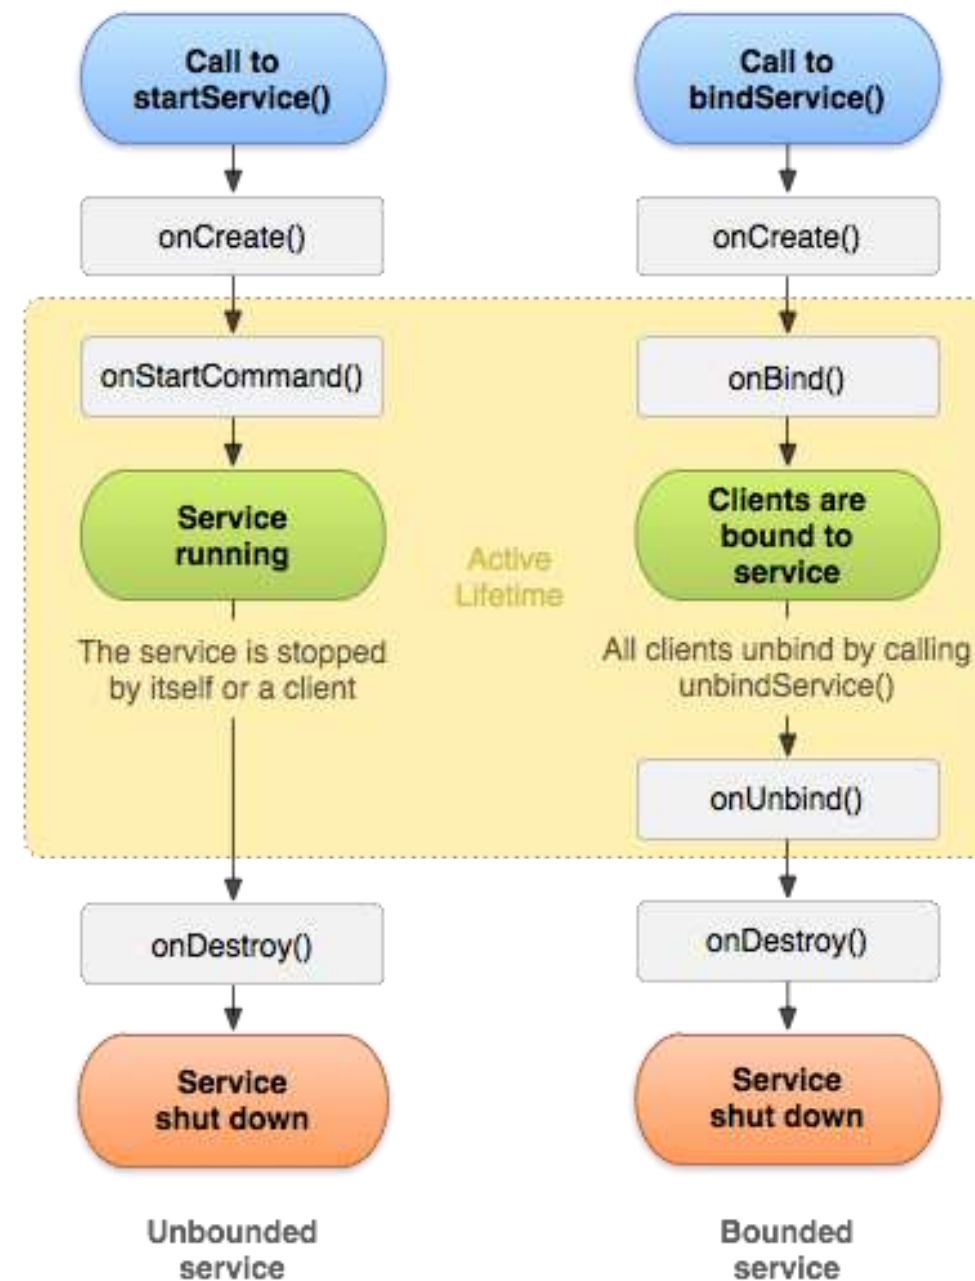 Call to
startService()
onCreate()
onStartCommand()
Service
running
The service is stopped
by itself or a client
onDestroy()
Service
shut down
Unbounded
service
Active
Lifetime
Call to
bindService()
onCreate()
onBind()
Clients are
bound to
service
All clients unbind by calling
unbindService()
onUnbind()
onDestroy()
Service
shut down
Bounded
service